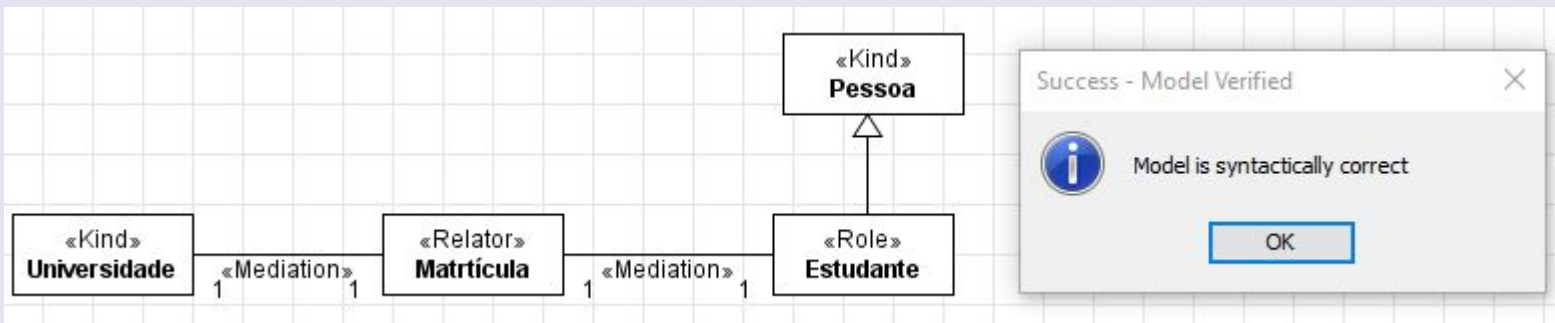 «Kind»
Pessoa
Success - Model Verified
Model is syntactically correct
OK
«Kind»
Universidade
«Mediation»
1
1
«Relator»
Matrtícula
«Mediation»
1
1
«Role»
Estudante